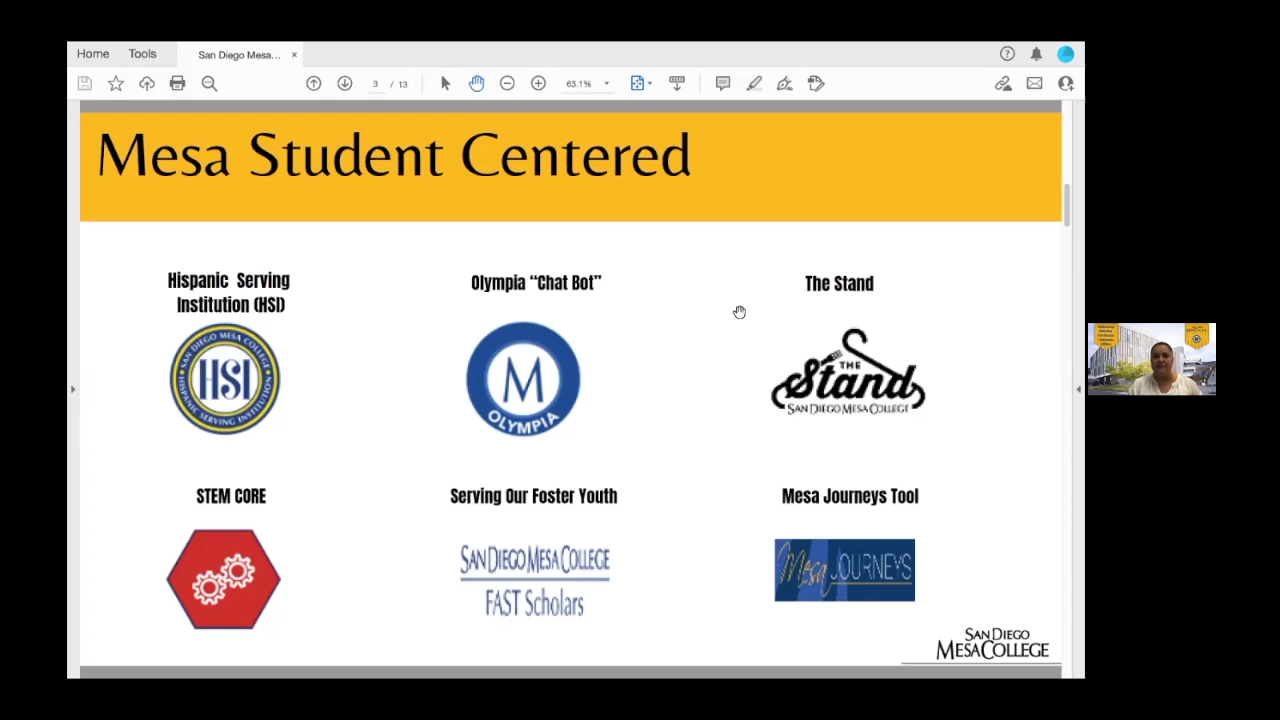 Home Tools San Diego Mesa... ×
3 / 13 63.1%
Mesa Student Centered
Hispanic Serving
Institution (HSI)
SAN DIEGO MESA COLLEGE
HSI
HISPANIC SERVING INSTITUTION
Olympia “Chat Bot”
M
OLYMPIA
The Stand
THE
Stand
SAN DIEGO MESA COLLEGE
STEM CORE
Serving Our Foster Youth
SAN DIEGO MESA COLLEGE
FAST Scholars
Mesa Journeys Tool
Mesa JOURNEYS
SAN DIEGO
MESA COLLEGE